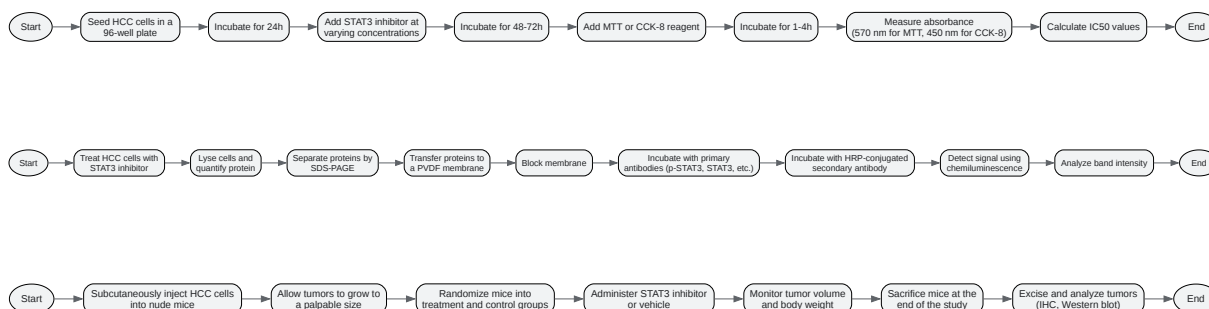 Start
Seed HCC cells in a
96-well plate
Incubate for 24h
Add STAT3 inhibitor at
varying concentrations
Incubate for 48-72h
Add MTT or CCK-8 reagent
Incubate for 1-4h
Measure absorbance
(570 nm for MTT, 450 nm for CCK-8)
Calculate IC50 values
End
Start
Treat HCC cells with
STAT3 inhibitor
Lyse cells and
quantify protein
Separate proteins by
SDS-PAGE
Transfer proteins to
a PVDF membrane
Block membrane
Incubate with primary
antibodies (p-STAT3, STAT3, etc.)
Incubate with HRP-conjugated
secondary antibody
Detect signal using
chemiluminescence
Analyze band intensity
End
Start
Subcutaneously inject HCC cells
into nude mice
Allow tumors to grow to
a palpable size
Randomize mice into
treatment and control groups
Administer STAT3 inhibitor
or vehicle
Monitor tumor volume
and body weight
Sacrifice mice at the
end of the study
Excise and analyze tumors
(IHC, Western blot)
End